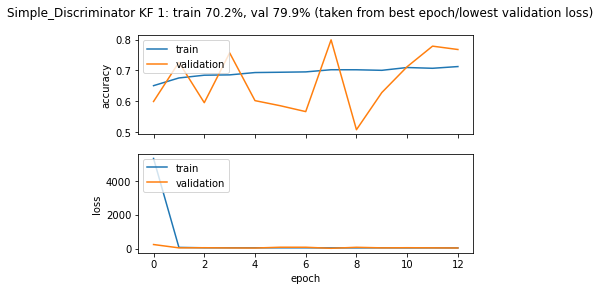 Simple_Discriminator KF 1: train 70.2%, val 79.9% (taken from best epoch/lowest validation loss)
0.8
0.7
0.6
0.5
accuracy
train
validation
4000
2000
0
loss
train
validation
0 2 4 6 8 10 12
epoch